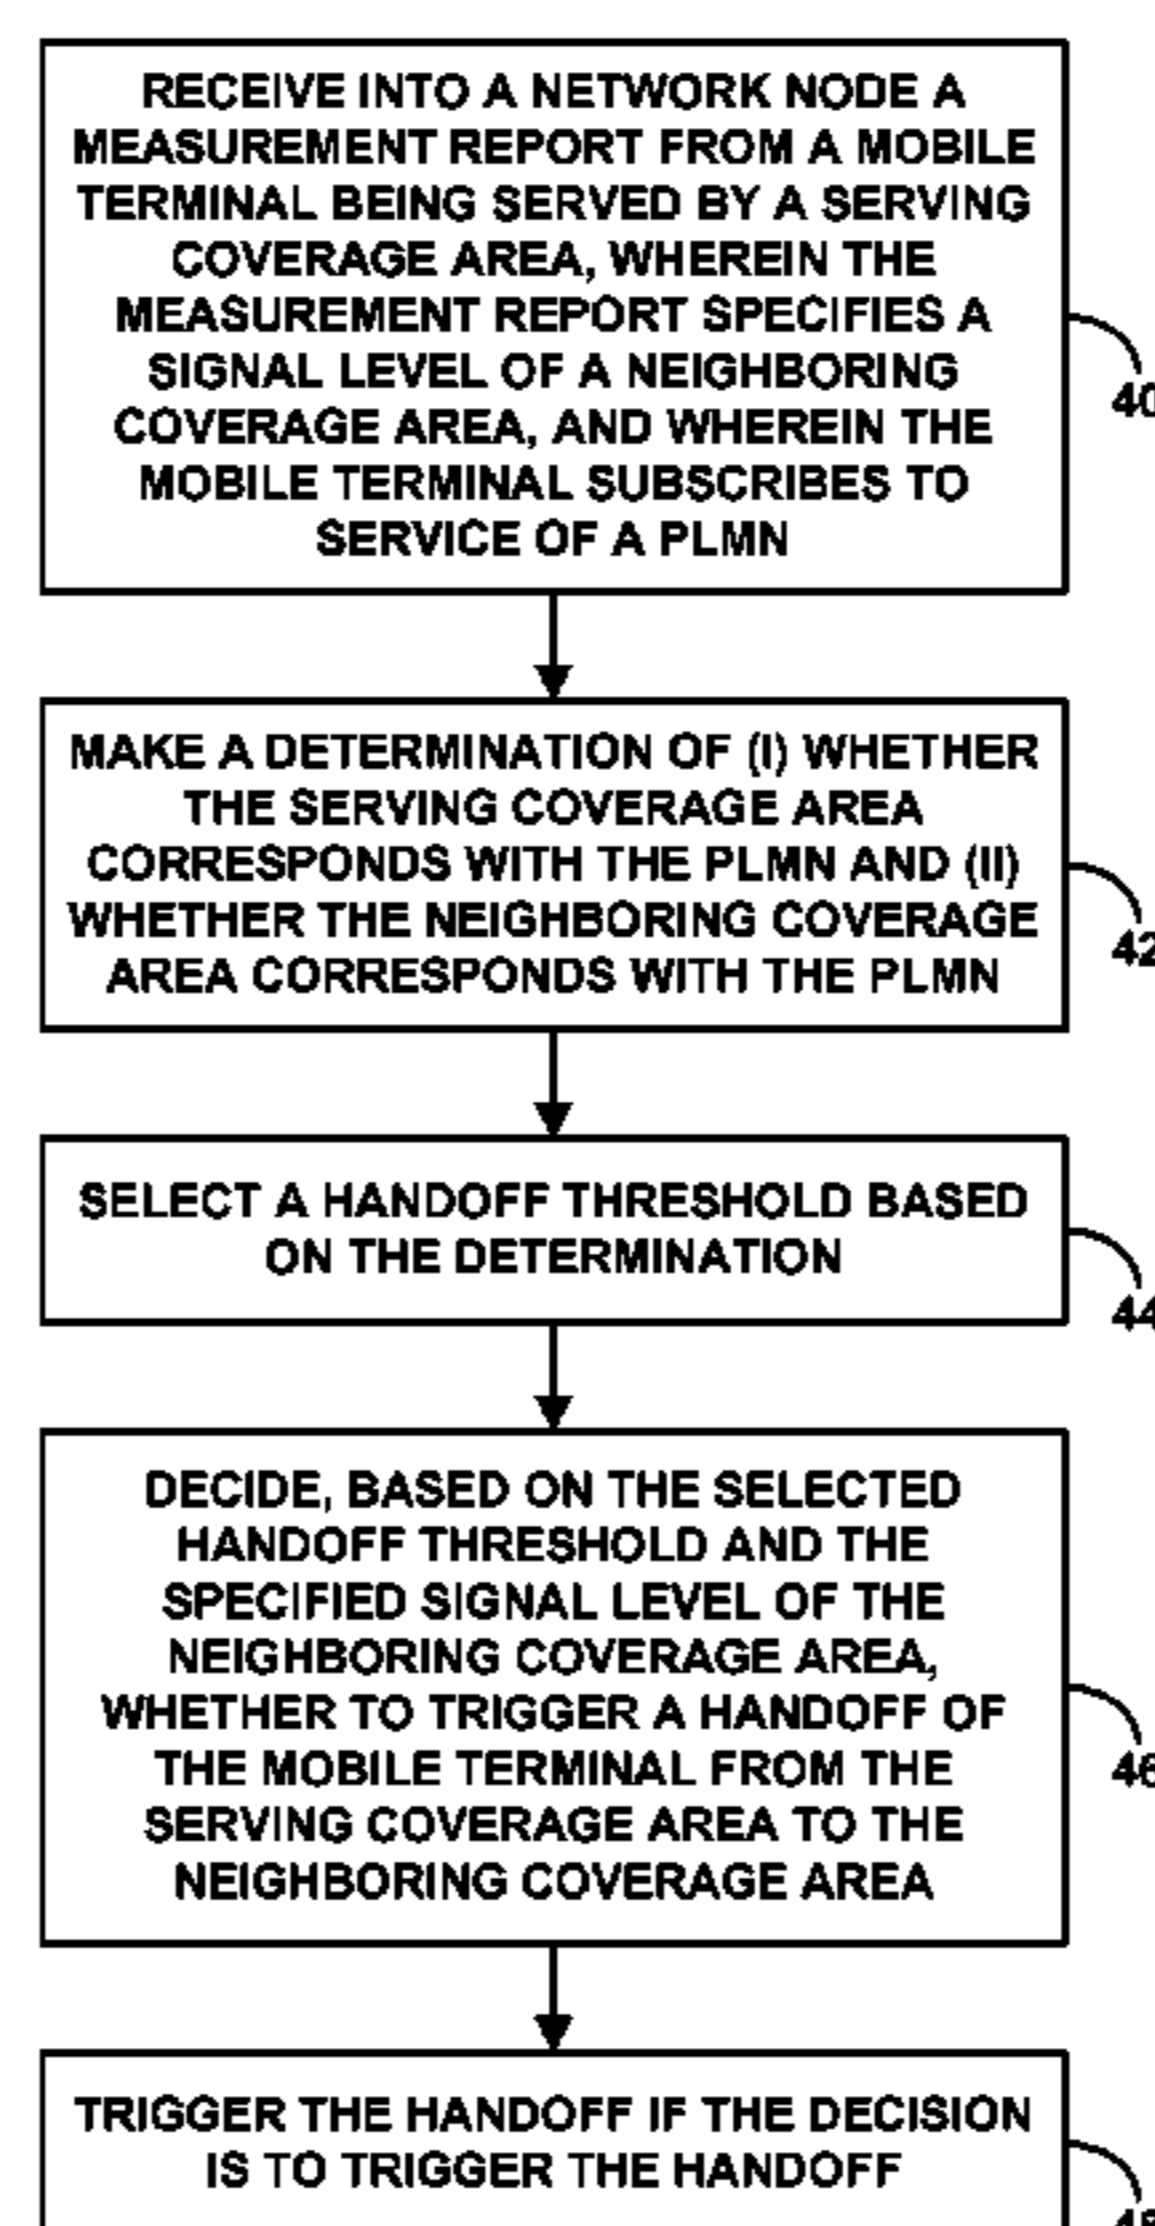 RECEIVE INTO A NETWORK NODE A
MEASUREMENT REPORT FROM A MOBILE
TERMINAL BEING SERVED BY A SERVING
COVERAGE AREA, WHEREIN THE
MEASUREMENT REPORT SPECIFIES A
SIGNAL LEVEL OF A NEIGHBORING
COVERAGE AREA, AND WHEREIN THE
MOBILE TERMINAL SUBSCRIBES TO
SERVICE OF A PLMN
40
MAKE A DETERMINATION OF (I) WHETHER
THE SERVING COVERAGE AREA
CORRESPONDS WITH THE PLMN AND (II)
WHETHER THE NEIGHBORING COVERAGE
AREA CORRESPONDS WITH THE PLMN
42
SELECT A HANDOFF THRESHOLD BASED
ON THE DETERMINATION
44
DECIDE, BASED ON THE SELECTED
HANDOFF THRESHOLD AND THE
SPECIFIED SIGNAL LEVEL OF THE
NEIGHBORING COVERAGE AREA,
WHETHER TO TRIGGER A HANDOFF OF
THE MOBILE TERMINAL FROM THE
SERVING COVERAGE AREA TO THE
NEIGHBORING COVERAGE AREA
46
TRIGGER THE HANDOFF IF THE DECISION
IS TO TRIGGER THE HANDOFF